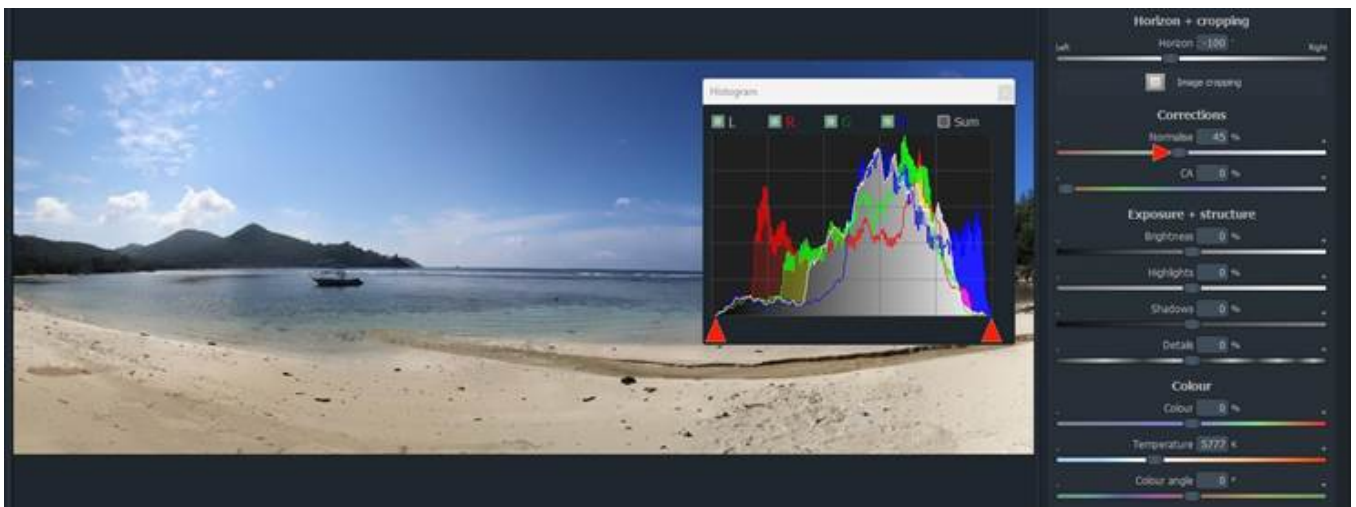 Horizon + cropping
Left Horizon -100 ° Right
Image cropping
Corrections
Normalise 45 %
CA 0 %
Exposure + structure
Brightness 0 %
Highlights 0 %
Shadows 0 %
Details 0 %
Colour
Colour 0 %
Temperature 5777 K
Colour angle 0 °
Histogram
L R G B Sum